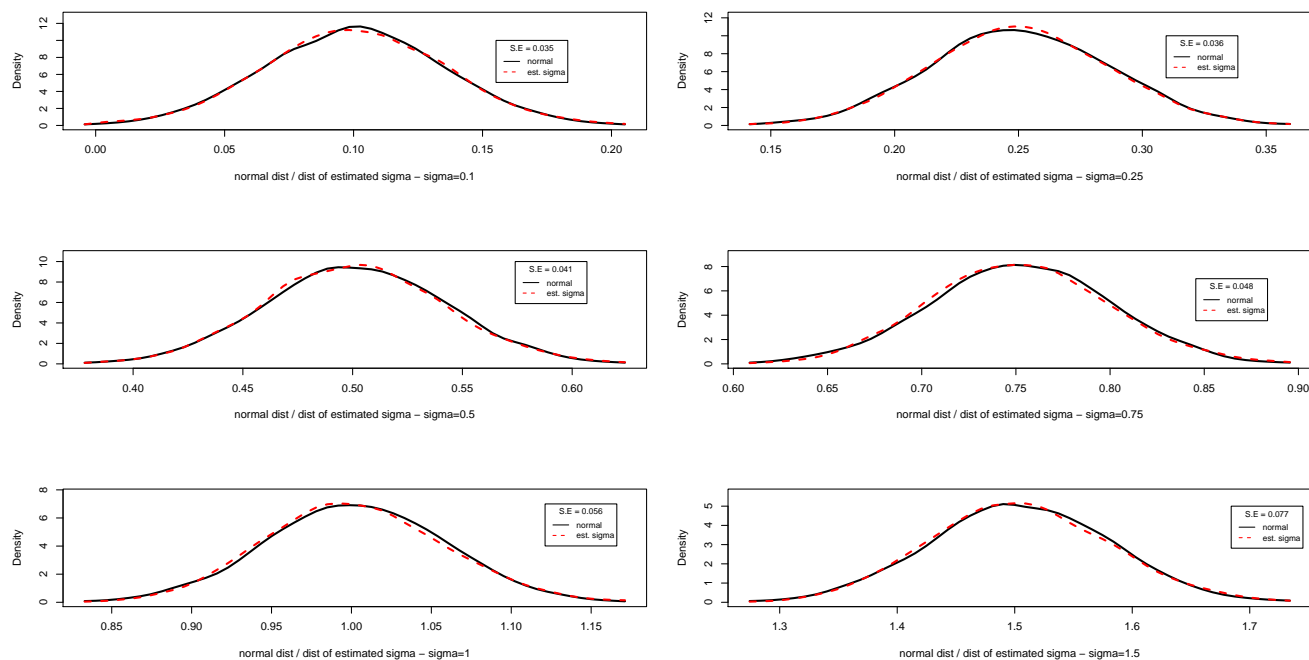 Density
12
10
8
6
4
2
0
S.E = 0.035
normal
est. sigma
0.00 0.05 0.10 0.15 0.20
normal dist / dist of estimated sigma − sigma=0.1
Density
12
10
8
6
4
2
0
S.E = 0.036
normal
est. sigma
0.15 0.20 0.25 0.30 0.35
normal dist / dist of estimated sigma − sigma=0.25
Density
10
8
6
4
2
0
S.E = 0.041
normal
est. sigma
0.40 0.45 0.50 0.55 0.60
normal dist / dist of estimated sigma − sigma=0.5
Density
8
6
4
2
0
S.E = 0.048
normal
est. sigma
0.60 0.65 0.70 0.75 0.80 0.85 0.90
normal dist / dist of estimated sigma − sigma=0.75
Density
8
6
4
2
0
S.E = 0.056
normal
est. sigma
0.85 0.90 0.95 1.00 1.05 1.10 1.15
normal dist / dist of estimated sigma − sigma=1
Density
5
4
3
2
1
0
S.E = 0.077
normal
est. sigma
1.3 1.4 1.5 1.6 1.7
normal dist / dist of estimated sigma − sigma=1.5